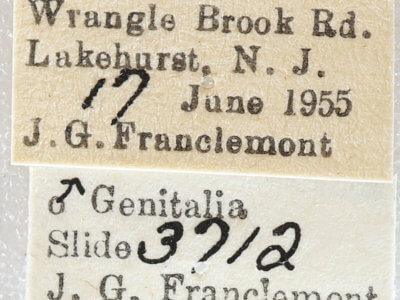 Wrangle Brook Rd.
Lakehurst, N. J.
17 June 1955
J.G. Franclemont
♂ Genitalia
Slide 3712
J. G. Franclemont